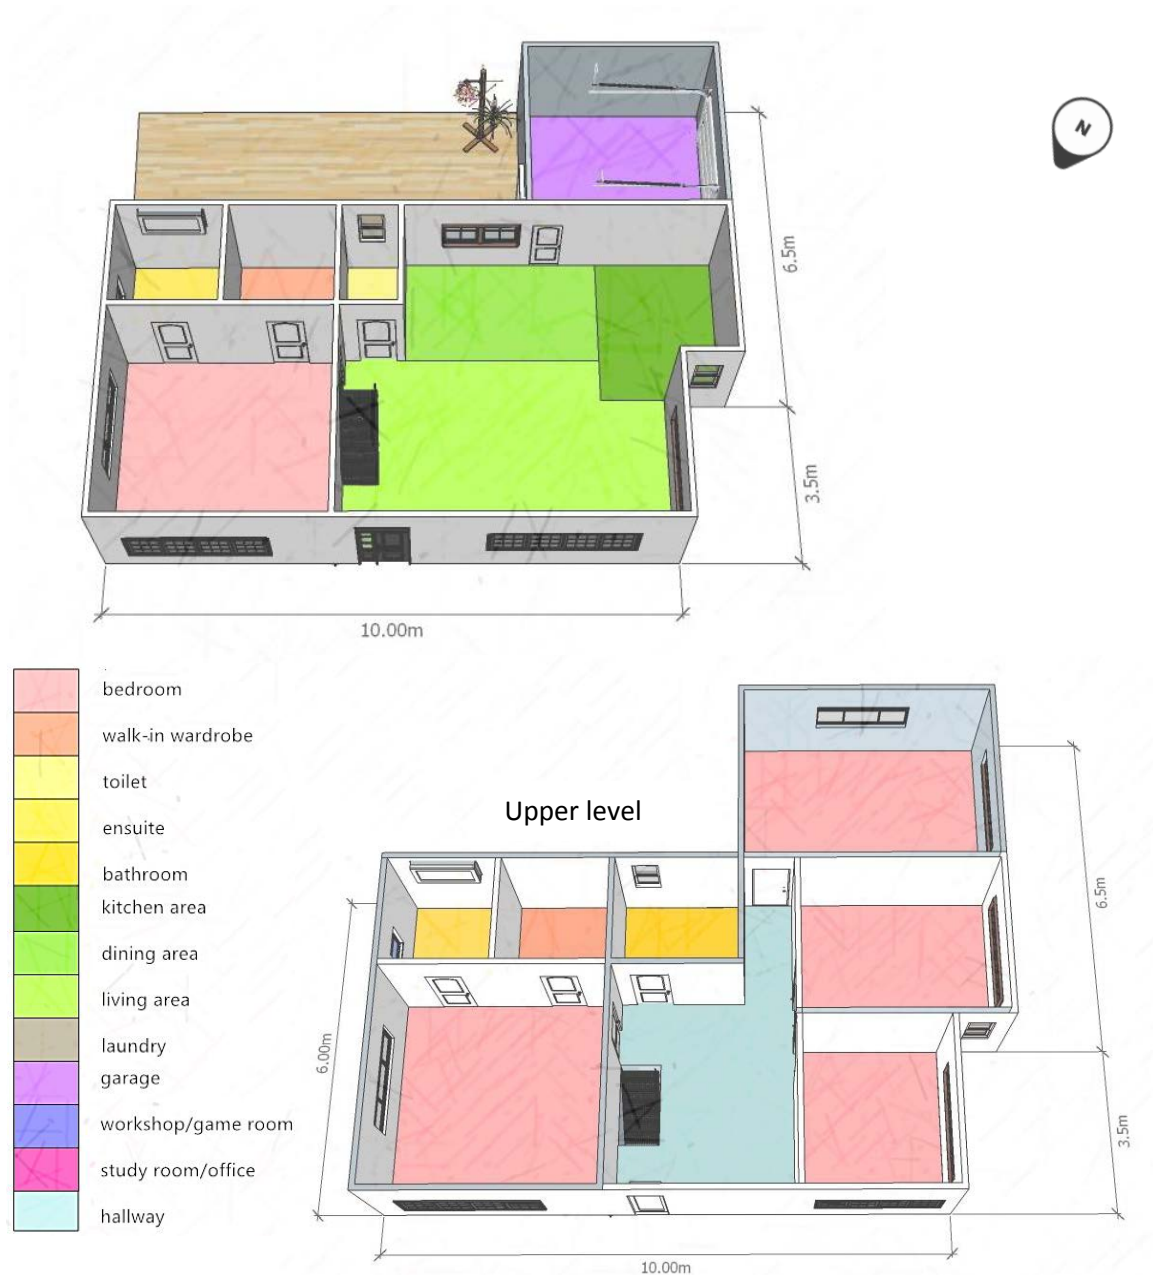 N
6.5m
3.5m
10.00m
bedroom
walk-in wardrobe
toilet
ensuite
bathroom
kitchen area
dining area
living area
laundry
garage
workshop/game room
study room/office
hallway
Upper level
6.5m
6.00m
3.5m
10.00m